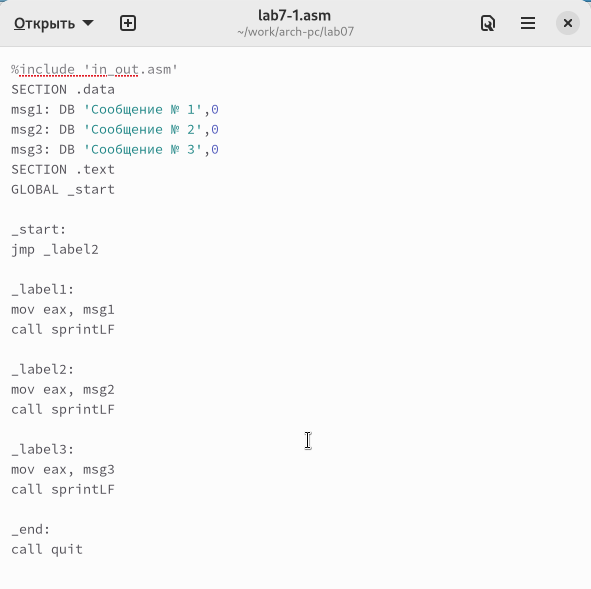 Открыть
lab7-1.asm
~/work/arch-pc/lab07
%include 'in_out.asm'
SECTION .data
msg1: DB 'Сообщение № 1',0
msg2: DB 'Сообщение № 2',0
msg3: DB 'Сообщение № 3',0
SECTION .text
GLOBAL _start
_start:
jmp _label2
_label1:
mov eax, msg1
call sprintLF
_label2:
mov eax, msg2
call sprintLF
_label3:
mov eax, msg3
call sprintLF
_end:
call quit